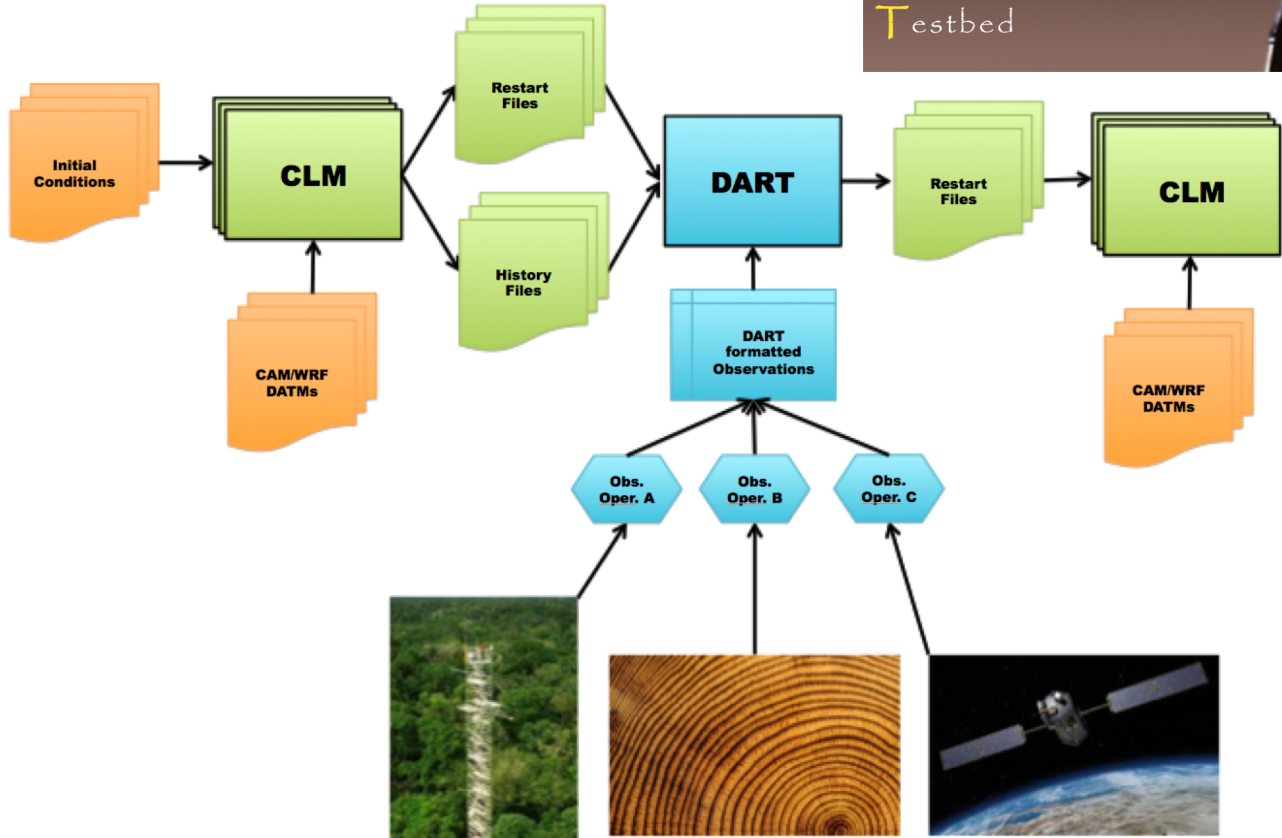 Testbed
Initial
Conditions
CLM
Restart
Files
History
Files
CAM/WRF
DATMs
DART
DART
formatted
Observations
Obs.
Oper. A
Obs.
Oper. B
Obs.
Oper. C
Restart
Files
CLM
CAM/WRF
DATMs